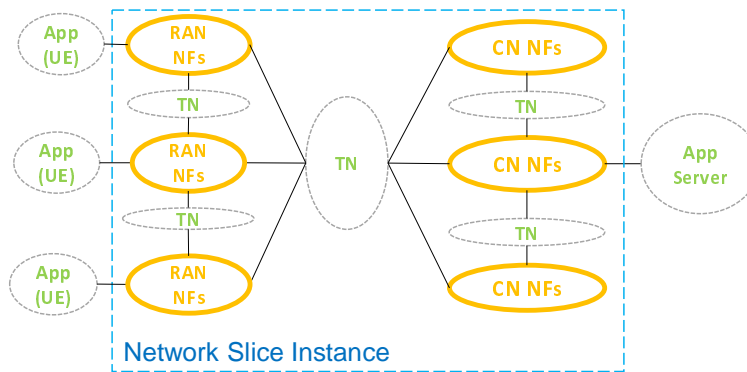 App
(UE)
RAN
NFs
CN NFs
TN
TN
App
(UE)
RAN
NFs
TN
CN NFs
App
Server
TN
TN
App
(UE)
RAN
NFs
CN NFs
Network Slice Instance